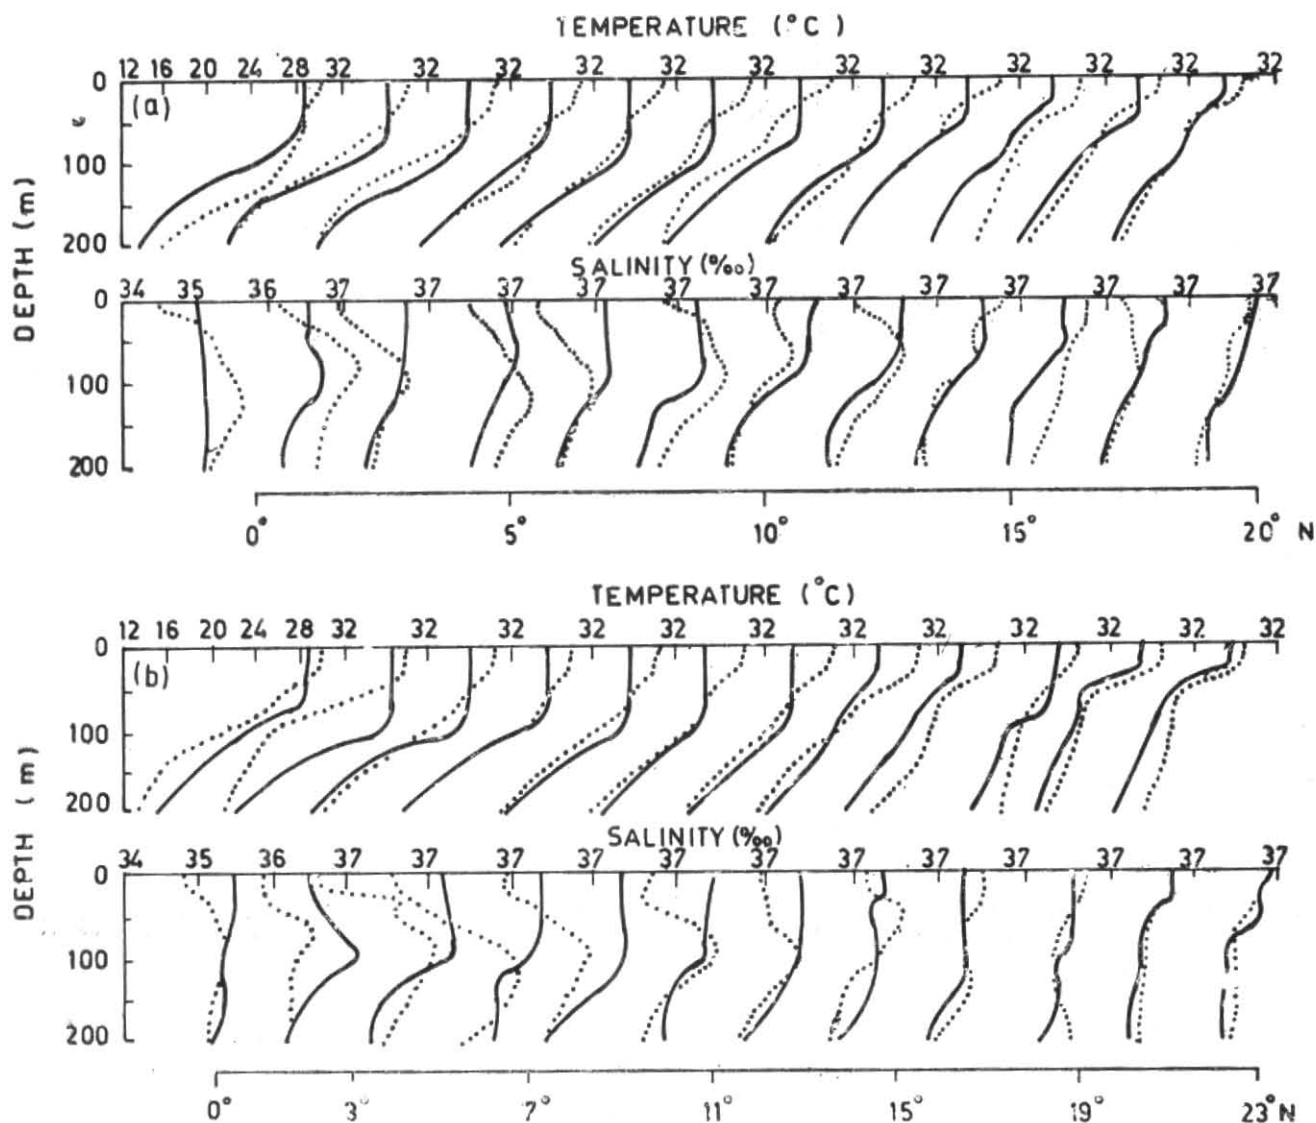 TEMPERATURE (°C)
12 16 20 24 28 32 32 32 32 32 32 32 32 32 32 32 32
0
(a)
100
200
DEPTH (m)
SALINITY (‰)
34 35 36 37 37 37 37 37 37 37 37 37 37 37 37
0
100
200
0° 5° 10° 15° 20° N
TEMPERATURE (°C)
12 16 20 24 28 32 32 32 32 32 32 32 32 32 32 32 32
0
(b)
100
200
DEPTH (m)
SALINITY (‰)
34 35 36 37 37 37 37 37 37 37 37 37 37 37 37
0
100
200
0° 3° 7° 11° 15° 19° 23° N